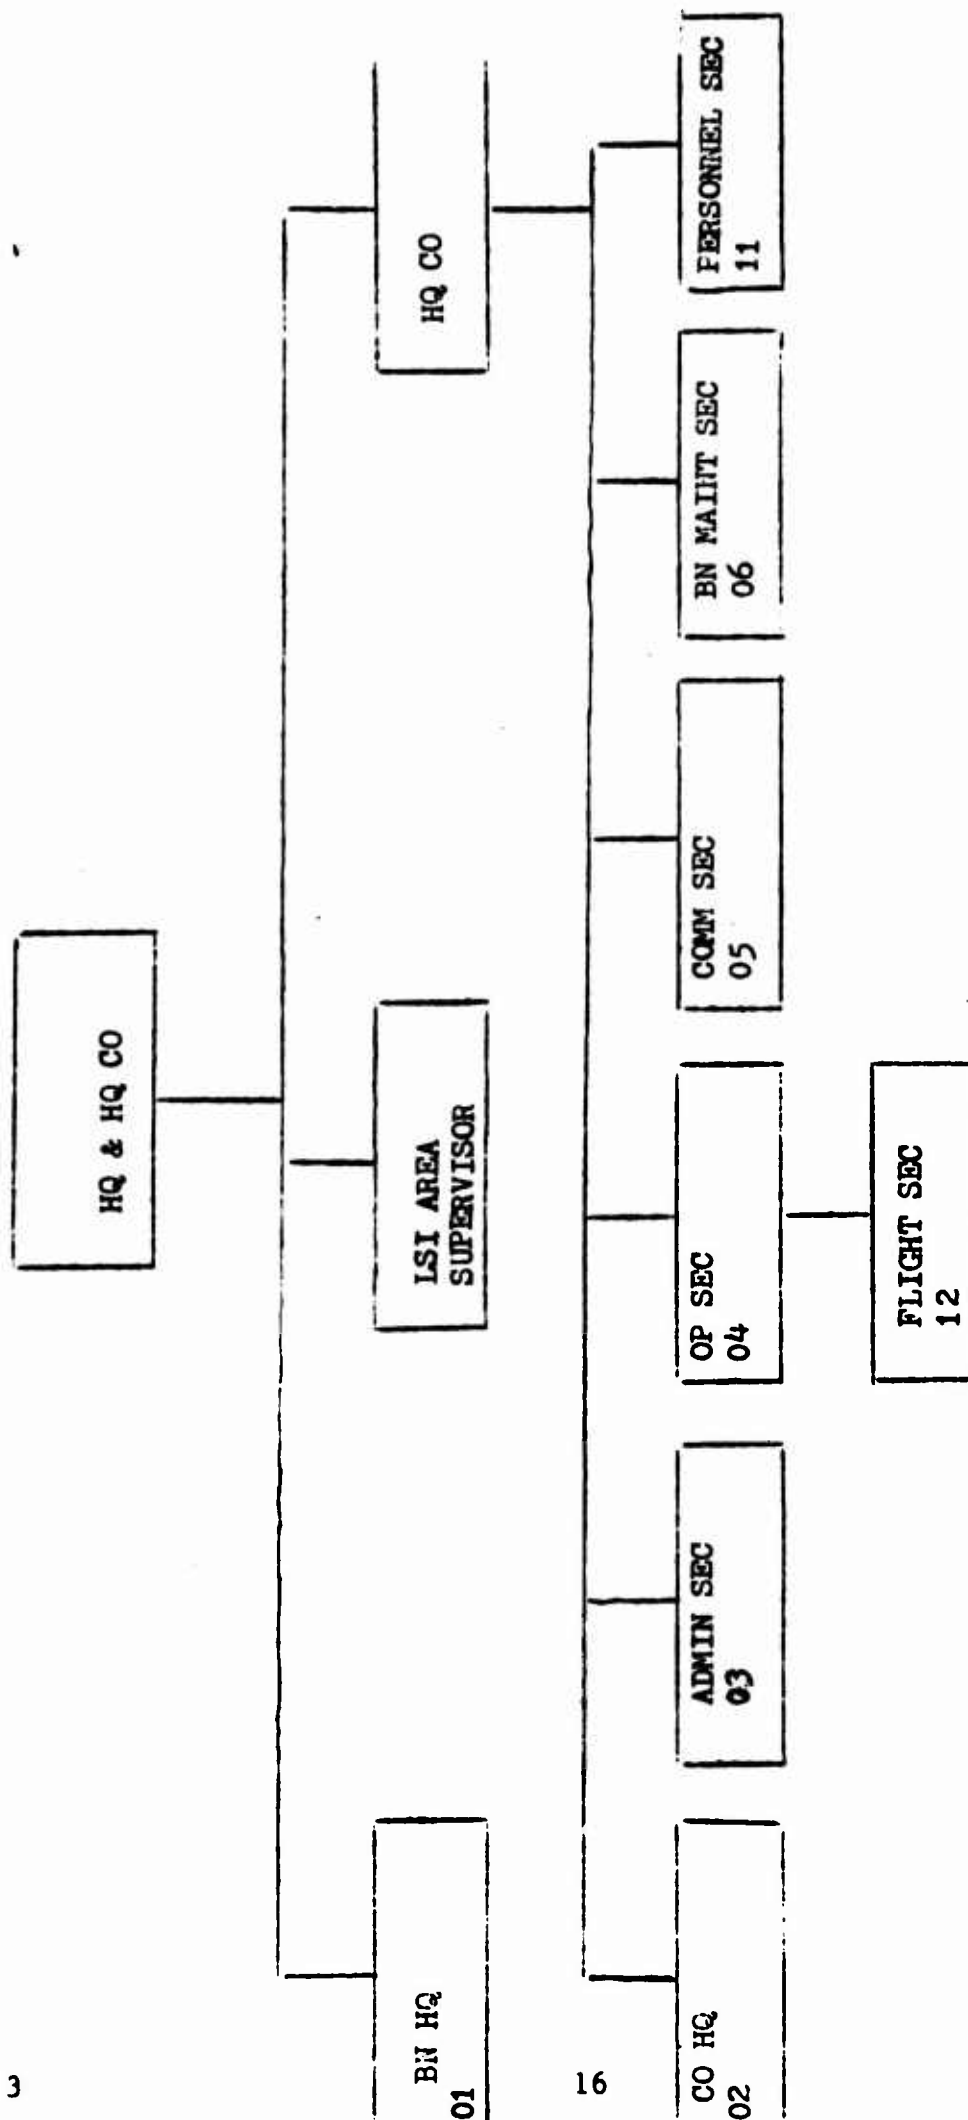 3
16
HQ & HQ CO
BN HQ
01
LSI AREA
SUPERVISOR
HQ CO
CO HQ
02
ADMIN SEC
03
OP SEC
04
COMM SEC
05
BN MAINT SEC
06
PERSONNEL SEC
11
FLIGHT SEC
12